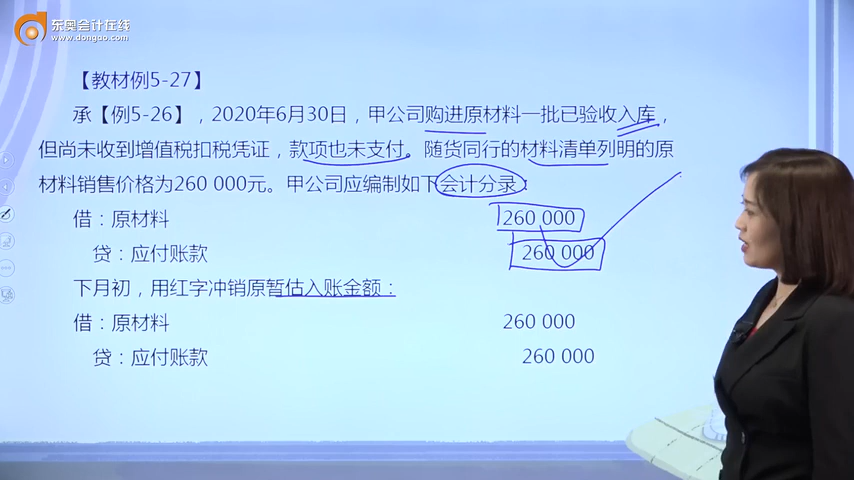 东奥会计在线
www.dongao.com
【教材例5-27】
承【例5-26】，2020年6月30日，甲公司购进原材料一批已验收入库，
但尚未收到增值税扣税凭证，款项也未支付。随货同行的材料清单列明的原
材料销售价格为260 000元。甲公司应编制如下会计分录：
借：原材料 260 000
贷：应付账款 260 000
下月初，用红字冲销原暂估入账金额：
借：原材料 260 000
贷：应付账款 260 000